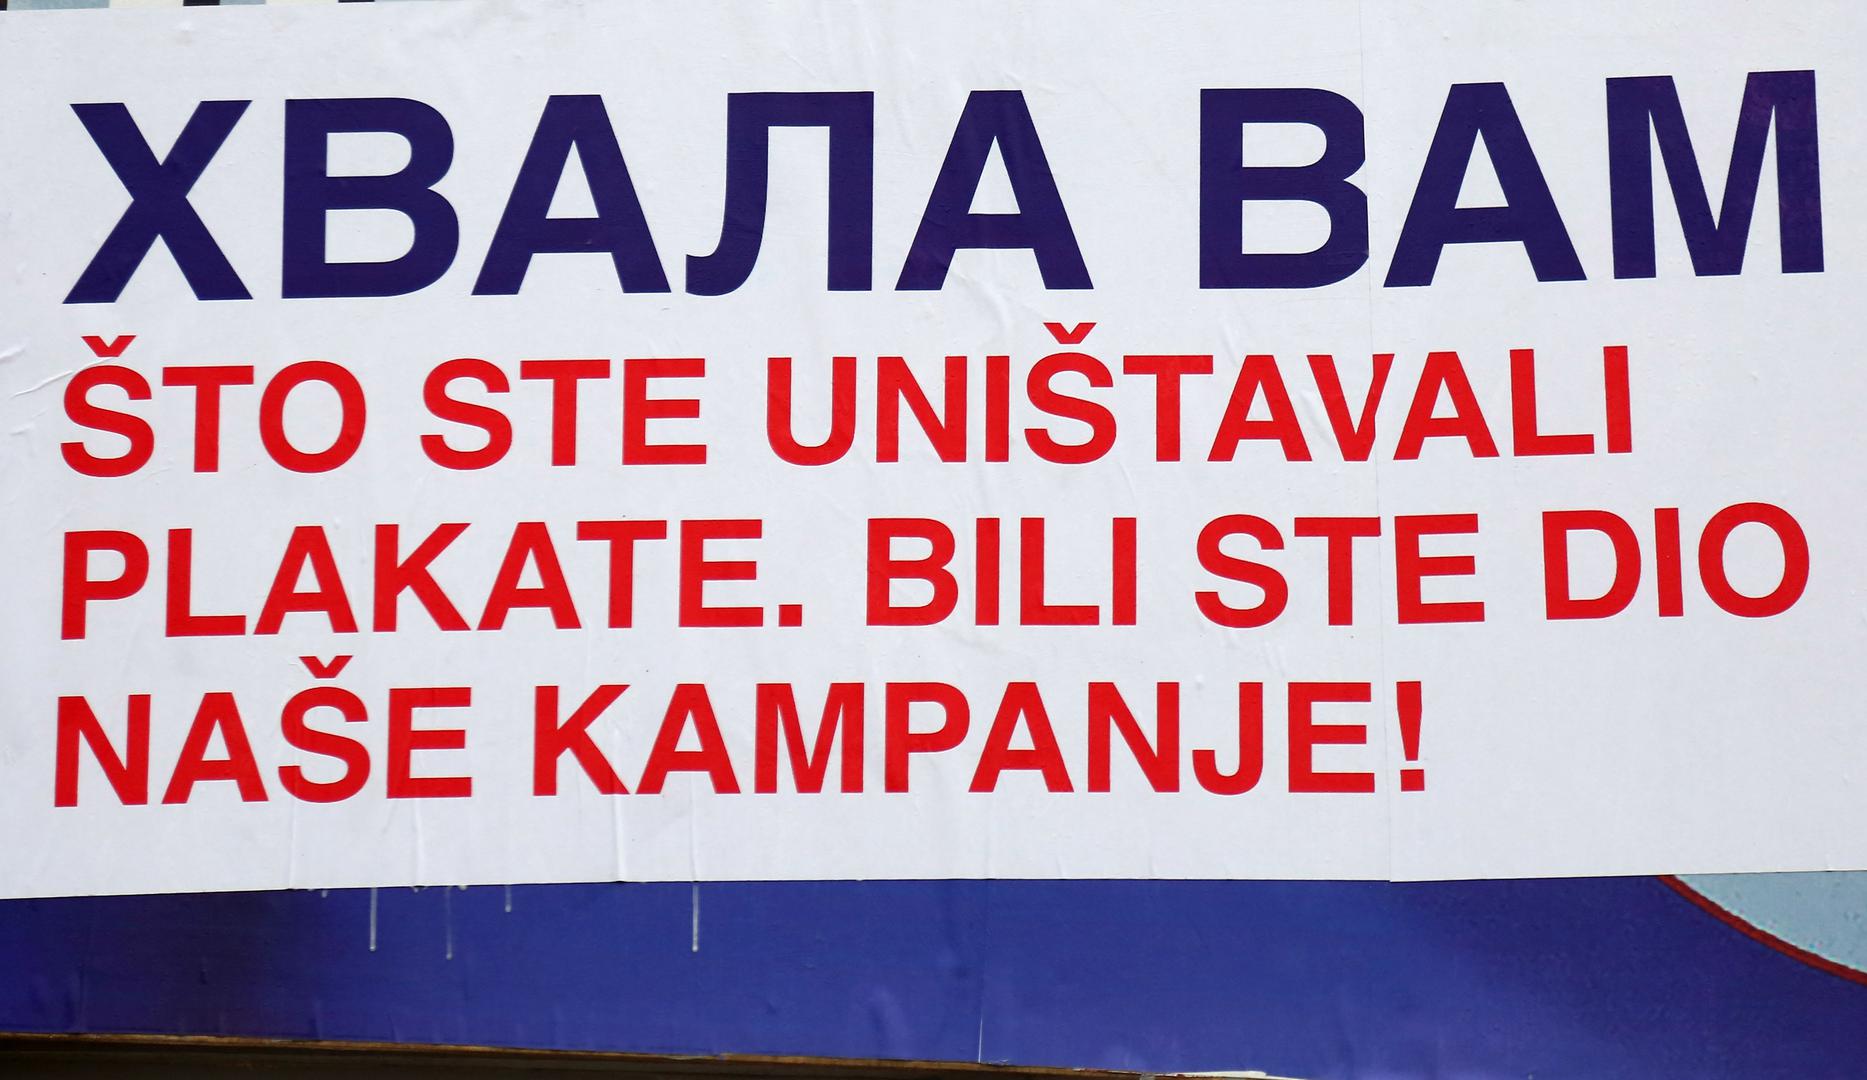 ХВАЛА ВАМ
ŠTO STE UNIŠTAVALI
PLAKATE. BILI STE DIO
NAŠE KAMPANJE!